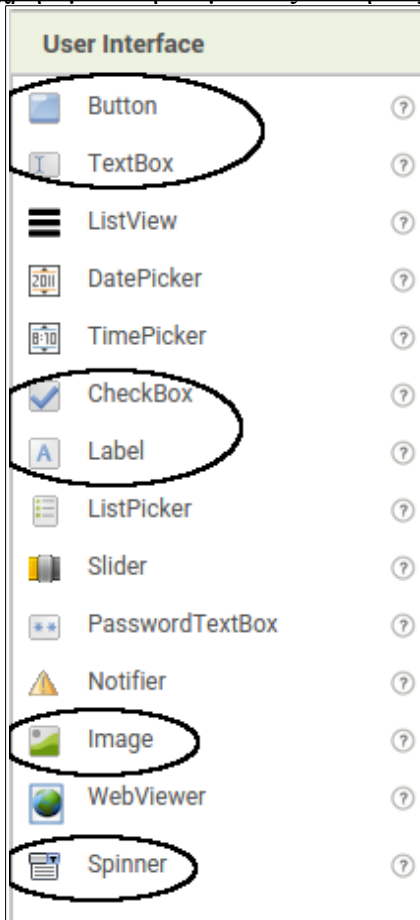 User Interface
Button
TextBox
ListView
DatePicker
TimePicker
CheckBox
Label
ListPicker
Slider
PasswordTextBox
Notifier
Image
WebViewer
Spinner